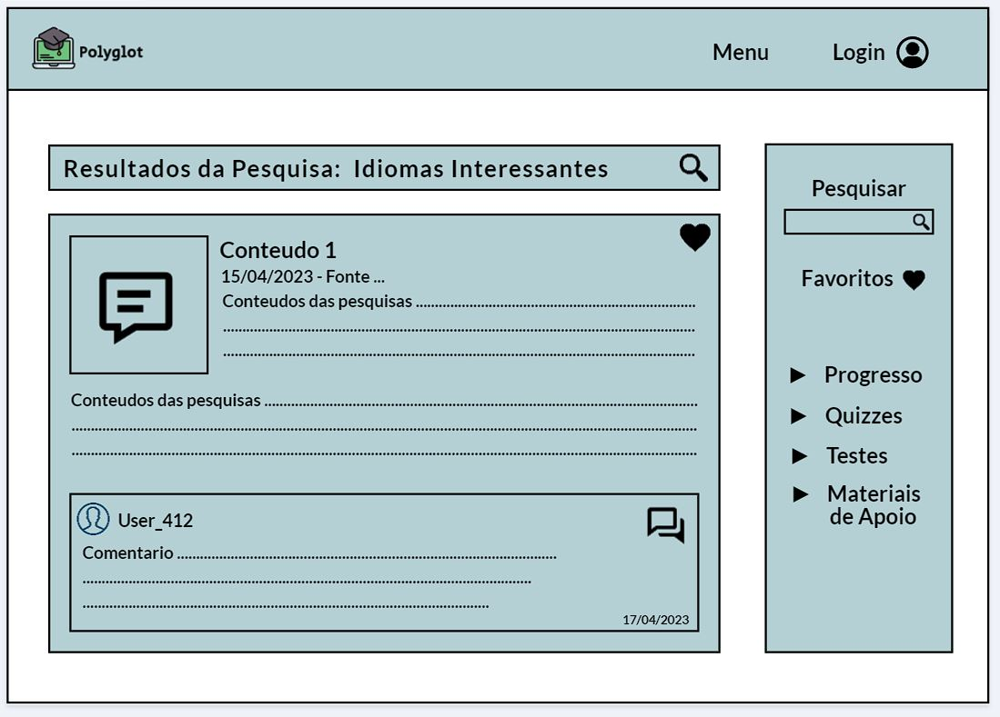 Polyglot
Menu
Login
Resultados da Pesquisa: Idiomas Interessantes
Conteudo 1
15/04/2023 - Fonte ...
Conteudos das pesquisas ..........................................................................
.............................................................................................................................
.............................................................................................................................
Conteudos das pesquisas ...................................................................................................................
......................................................................................................................................................................
......................................................................................................................................................................
User_412
Comentario .....................................................................................................
.......................................................................................................................
............................................................................................................
17/04/2023
Pesquisar
Favoritos
Progresso
Quizzes
Testes
Materiais
de Apoio